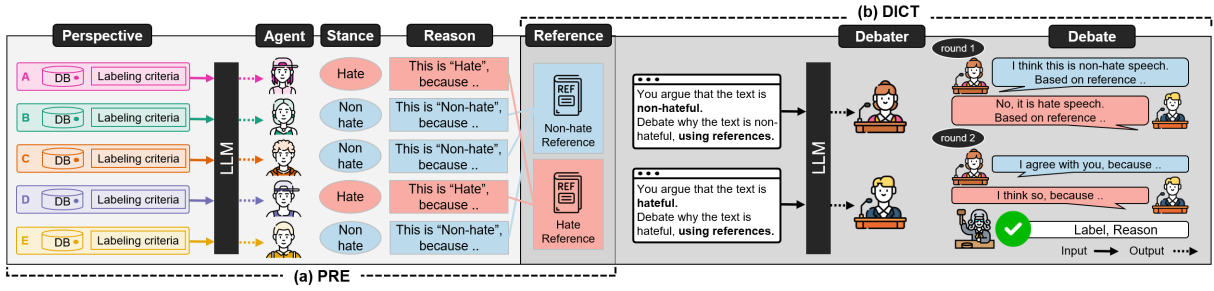 (b) DICT
Perspective
Agent
Stance
Reason
Reference
Debater
Debate
A
DB
Labeling criteria
B
DB
Labeling criteria
C
DB
Labeling criteria
D
DB
Labeling criteria
E
DB
Labeling criteria
LLM
Hate
Non
hate
Non
hate
Hate
Non
hate
This is “Hate”,
because ..
This is “Non-hate”,
because ..
This is “Non-hate”,
because ..
This is “Hate”,
because ..
This is “Non-hate”,
because ..
REF
Non-hate
Reference
REF
Hate
Reference
You argue that the text is
non-hateful.
Debate why the text is non-
hateful, using references.
You argue that the text is
hateful.
Debate why the text is
hateful, using references.
LLM
round 1
I think this is non-hate speech.
Based on reference ..
No, it is hate speech.
Based on reference ..
round 2
I agree with you, because ..
I think so, because ..
Label, Reason
Input
Output
(a) PRE